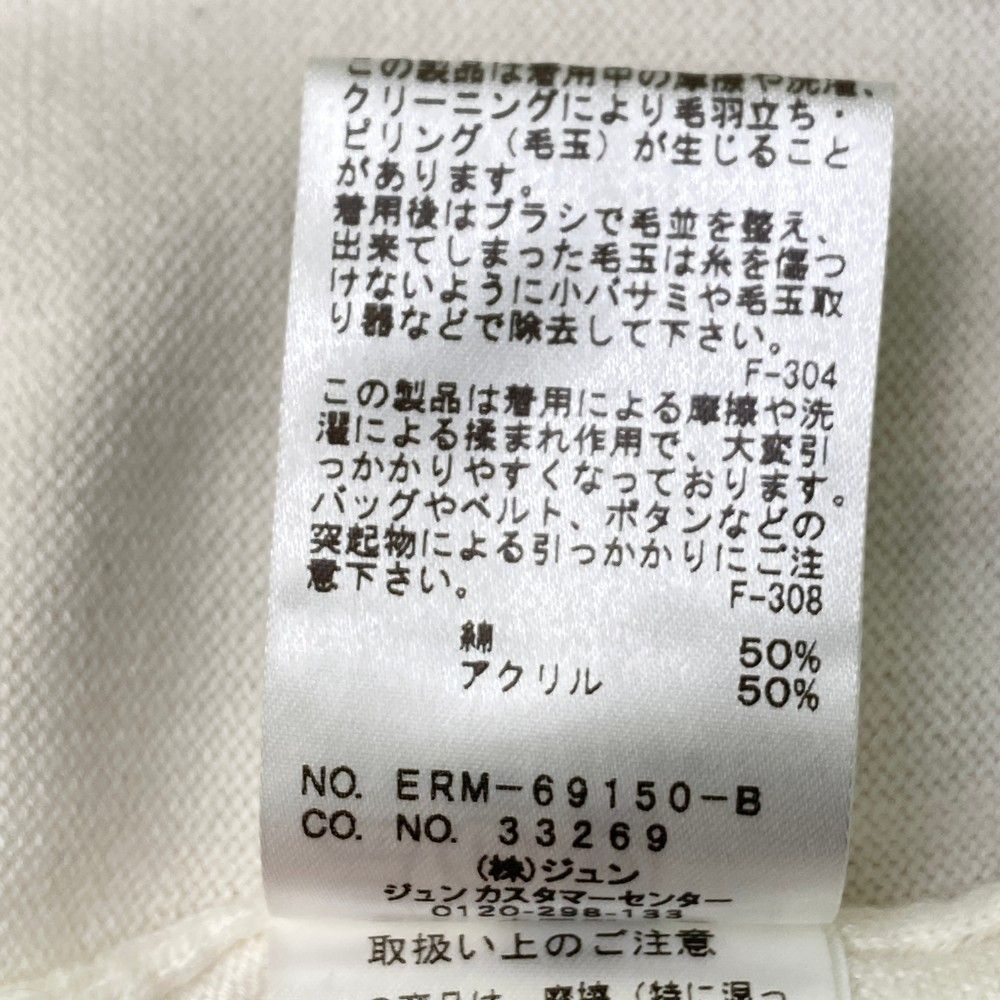 この製品は着用中の摩擦や洗濯、
クリーニングにより毛羽立ち・
ピリング（毛玉）が生じること
があります。
着用後はブラシで毛並を整え、
出来てしまった毛玉は糸を傷つ
けないように小バサミや毛玉取
り器などで除去して下さい。
F-304
この製品は着用による摩擦や洗
濯による揉まれ作用で、大変引
っかかりやすくなっております。
バッグやベルト、ボタンなどの
突起物による引っかかりにご注
意下さい。
F-308
綿 50%
アクリル 50%
NO. ERM-69150-B
CO. NO. 33269
(株)ジュン
ジュン カスタマーセンター
0120-298-133
取扱い上のご注意
の商品は、摩擦（特に湿っ